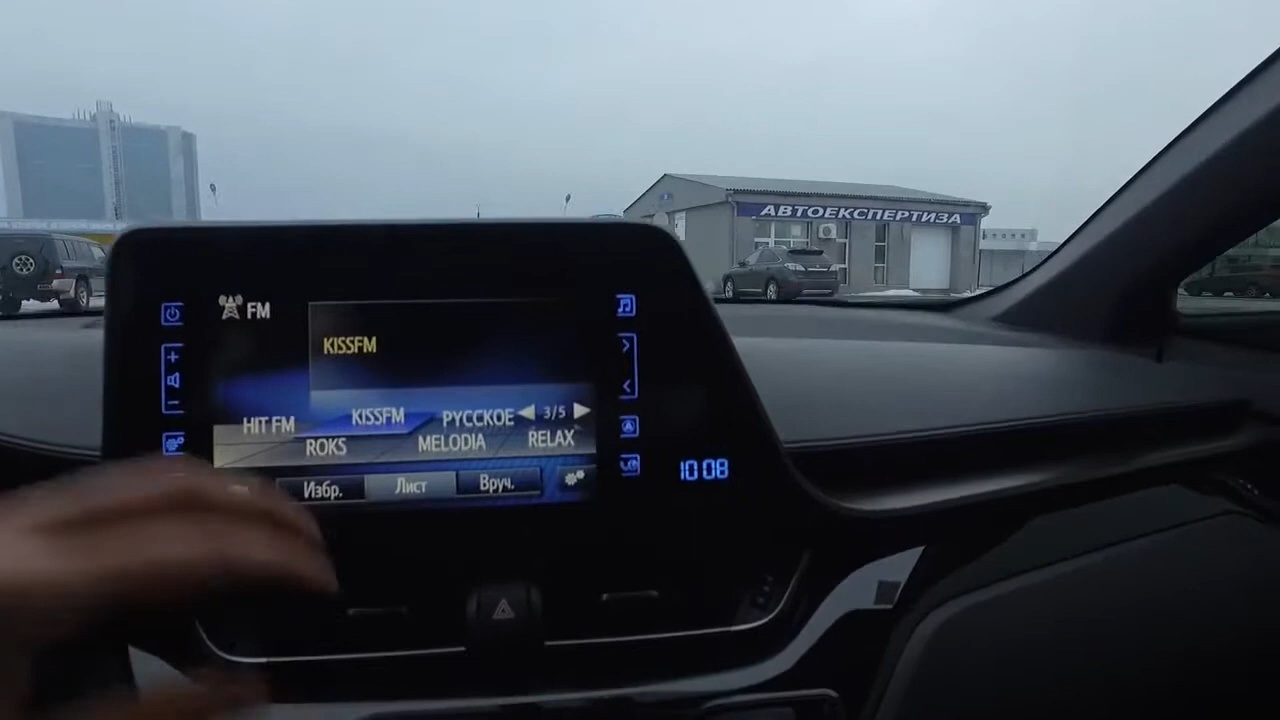 АВТОЕКСПЕРТИЗА
FM
KISSFM
HIT FM KISSFM РУССКОЕ 3/5
ROKS MELODIA RELAX
Избр. Лист Вруч.
10:08